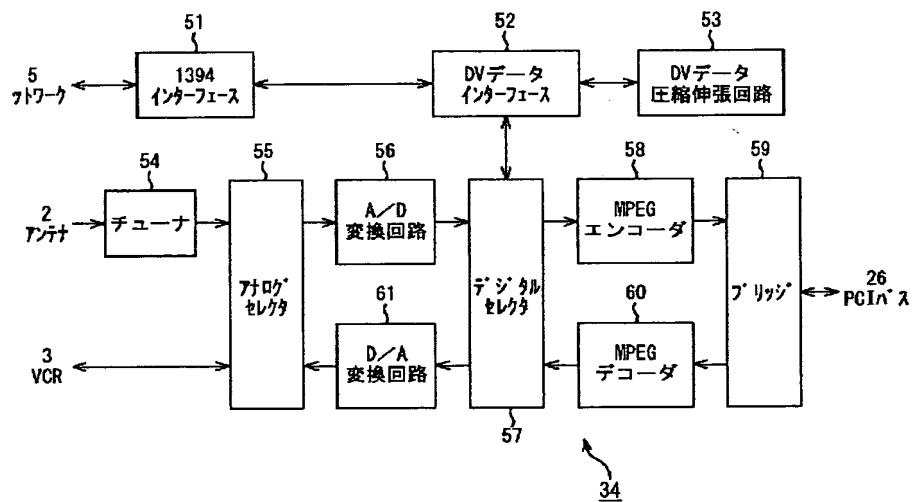 51
52
53
5
ットワーク
1394
インターフェース
DVデータ
インターフェース
DVデータ
圧縮伸張回路
54
55
56
58
59
2
アンテナ
チューナ
アナログ
セレクタ
A/D
変換回路
デジタル
セレクタ
MPEG
エンコーダ
ブリッジ
26
PCIバス
61
60
3
VCR
D/A
変換回路
MPEG
デコーダ
57
34